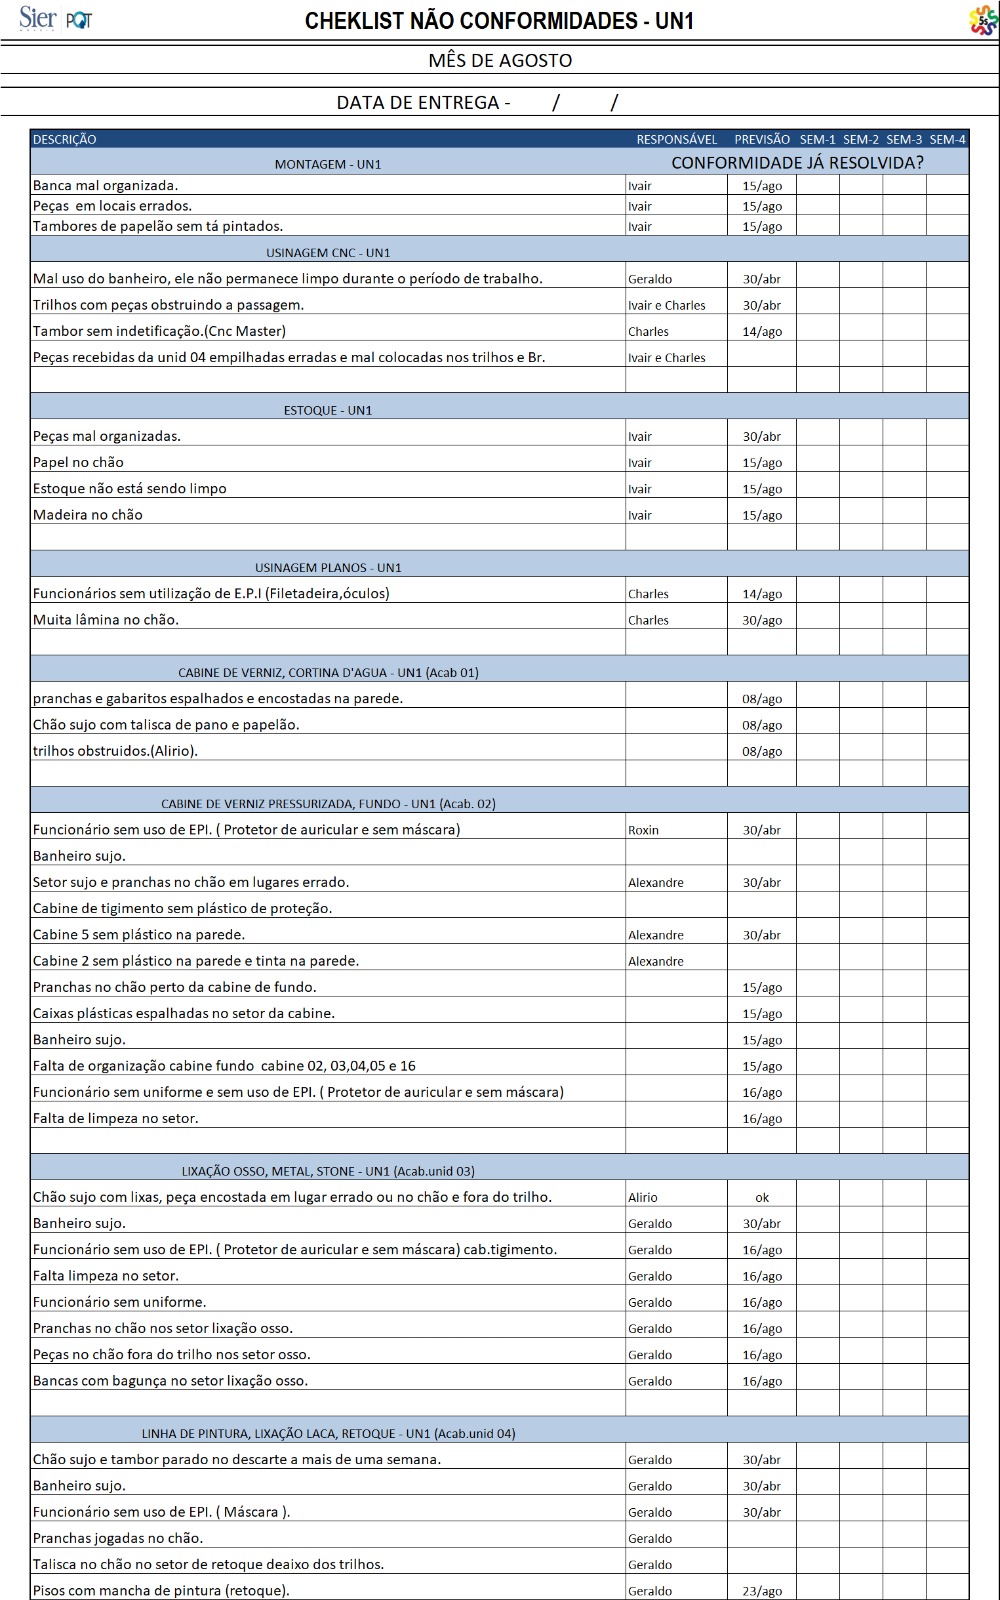 Sier PQT
CHEKLIST NÃO CONFORMIDADES - UN1
5s
MÊS DE AGOSTO
DATA DE ENTREGA - / /
DESCRIÇÃO RESPONSÁVEL PREVISÃO SEM-1 SEM-2 SEM-3 SEM-4
MONTAGEM - UN1 CONFORMIDADE JÁ RESOLVIDA?
Banca mal organizada. Ivair 15/ago
Peças em locais errados. Ivair 15/ago
Tambores de papelão sem tá pintados. Ivair 15/ago
USINAGEM CNC - UN1
Mal uso do banheiro, ele não permanece limpo durante o período de trabalho. Geraldo 30/abr
Trilhos com peças obstruindo a passagem. Ivair e Charles 30/abr
Tambor sem indetificação.(Cnc Master) Charles 14/ago
Peças recebidas da unid 04 empilhadas erradas e mal colocadas nos trilhos e Br. Ivair e Charles
ESTOQUE - UN1
Peças mal organizadas. Ivair 30/abr
Papel no chão Ivair 15/ago
Estoque não está sendo limpo Ivair 15/ago
Madeira no chão Ivair 15/ago
USINAGEM PLANOS - UN1
Funcionários sem utilização de E.P.I (Filetadeira,óculos) Charles 14/ago
Muita lâmina no chão. Charles 30/ago
CABINE DE VERNIZ, CORTINA D'AGUA - UN1 (Acab 01)
pranchas e gabaritos espalhados e encostadas na parede. 08/ago
Chão sujo com talisca de pano e papelão. 08/ago
trilhos obstruidos.(Alirio). 08/ago
CABINE DE VERNIZ PRESSURIZADA, FUNDO - UN1 (Acab. 02)
Funcionário sem uso de EPI. ( Protetor de auricular e sem máscara) Roxin 30/abr
Banheiro sujo.
Setor sujo e pranchas no chão em lugares errado. Alexandre 30/abr
Cabine de tigimento sem plástico de proteção.
Cabine 5 sem plástico na parede. Alexandre 30/abr
Cabine 2 sem plástico na parede e tinta na parede. Alexandre
Pranchas no chão perto da cabine de fundo. 15/ago
Caixas plásticas espalhadas no setor da cabine. 15/ago
Banheiro sujo. 15/ago
Falta de organização cabine fundo cabine 02, 03,04,05 e 16 15/ago
Funcionário sem uniforme e sem uso de EPI. ( Protetor de auricular e sem máscara) 16/ago
Falta de limpeza no setor. 16/ago
LIXAÇÃO OSSO, METAL, STONE - UN1 (Acab.unid 03)
Chão sujo com lixas, peça encostada em lugar errado ou no chão e fora do trilho. Alirio ok
Banheiro sujo. Geraldo 30/abr
Funcionário sem uso de EPI. ( Protetor de auricular e sem máscara) cab.tigimento. Geraldo 16/ago
Falta limpeza no setor. Geraldo 16/ago
Funcionário sem uniforme. Geraldo 16/ago
Pranchas no chão nos setor lixação osso. Geraldo 16/ago
Peças no chão fora do trilho nos setor osso. Geraldo 16/ago
Bancas com bagunça no setor lixação osso. Geraldo 16/ago
LINHA DE PINTURA, LIXAÇÃO LACA, RETOQUE - UN1 (Acab.unid 04)
Chão sujo e tambor parado no descarte a mais de uma semana. Geraldo 30/abr
Banheiro sujo. Geraldo 30/abr
Funcionário sem uso de EPI. ( Máscara ). Geraldo 30/abr
Pranchas jogadas no chão. Geraldo
Talisca no chão no setor de retoque deaixo dos trilhos. Geraldo
Pisos com mancha de pintura (retoque). Geraldo 23/ago